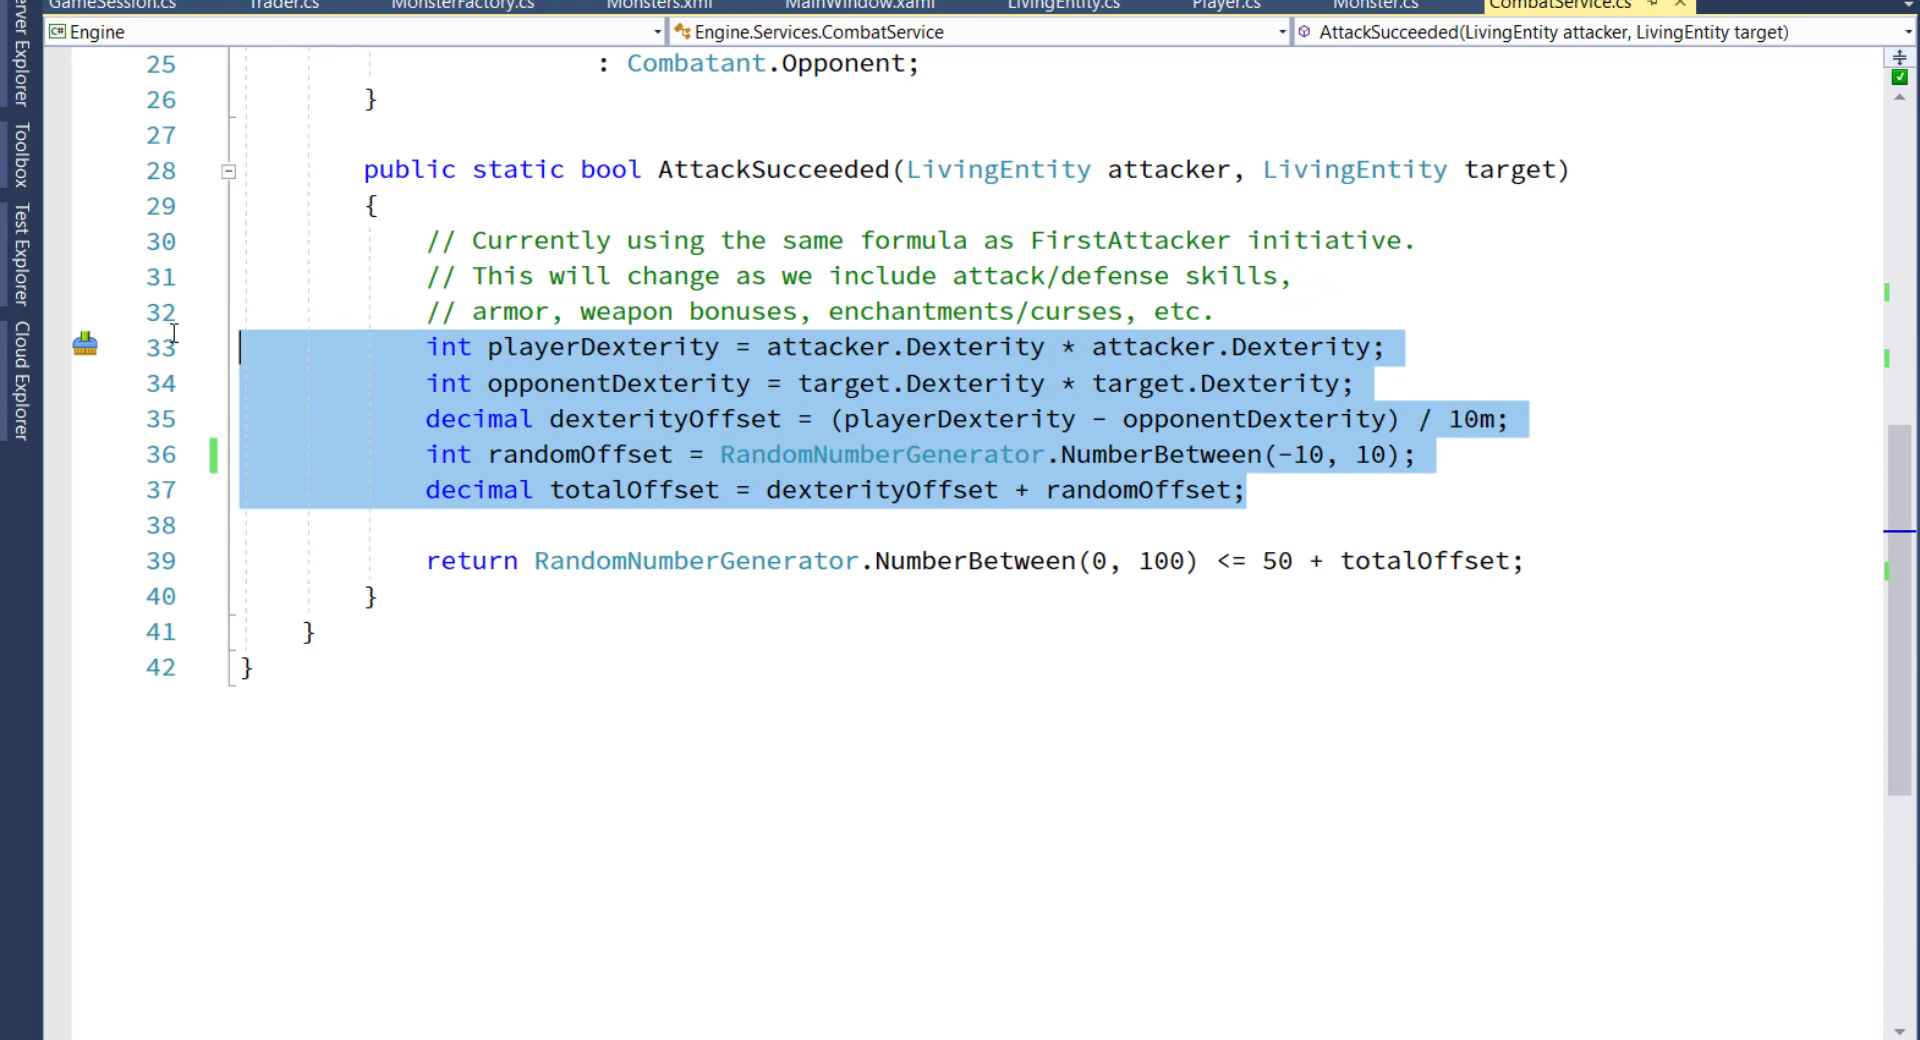 GameSession.cs Trader.cs MonsterFactory.cs Monsters.xml MainWindow.xaml LivingEntity.cs Player.cs Monster.cs CombatService.cs
Engine Engine.Services.CombatService AttackSucceeded(LivingEntity attacker, LivingEntity target)
erver Explorer
Toolbox
Test Explorer
Cloud Explorer
25 : Combatant.Opponent;
26 }
27
28 public static bool AttackSucceeded(LivingEntity attacker, LivingEntity target)
29 {
30 // Currently using the same formula as FirstAttacker initiative.
31 // This will change as we include attack/defense skills,
32 // armor, weapon bonuses, enchantments/curses, etc.
33 int playerDexterity = attacker.Dexterity * attacker.Dexterity;
34 int opponentDexterity = target.Dexterity * target.Dexterity;
35 decimal dexterityOffset = (playerDexterity - opponentDexterity) / 10m;
36 int randomOffset = RandomNumberGenerator.NumberBetween(-10, 10);
37 decimal totalOffset = dexterityOffset + randomOffset;
38
39 return RandomNumberGenerator.NumberBetween(0, 100) <= 50 + totalOffset;
40 }
41 }
42 }